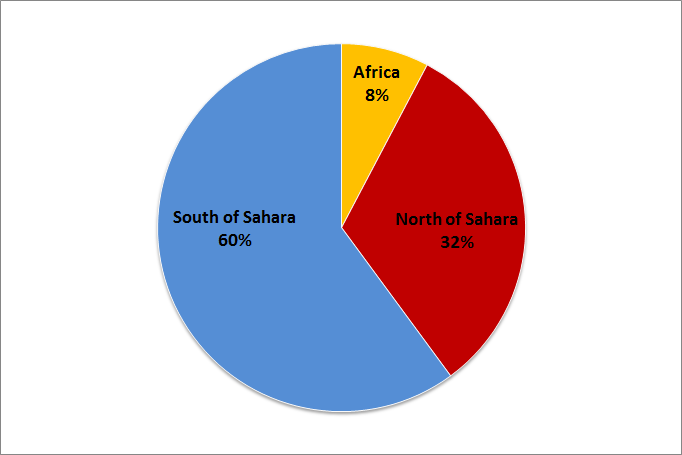 Africa
8%
North of Sahara
32%
South of Sahara
60%